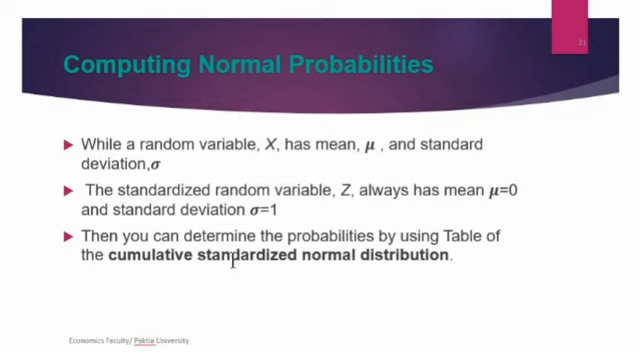 21
Computing Normal Probabilities
While a random variable, X, has mean, μ , and standard
deviation,σ
The standardized random variable, Z, always has mean μ=0
and standard deviation σ=1
Then you can determine the probabilities by using Table of
the cumulative standardized normal distribution.
Economics Faculty/ Paktia University